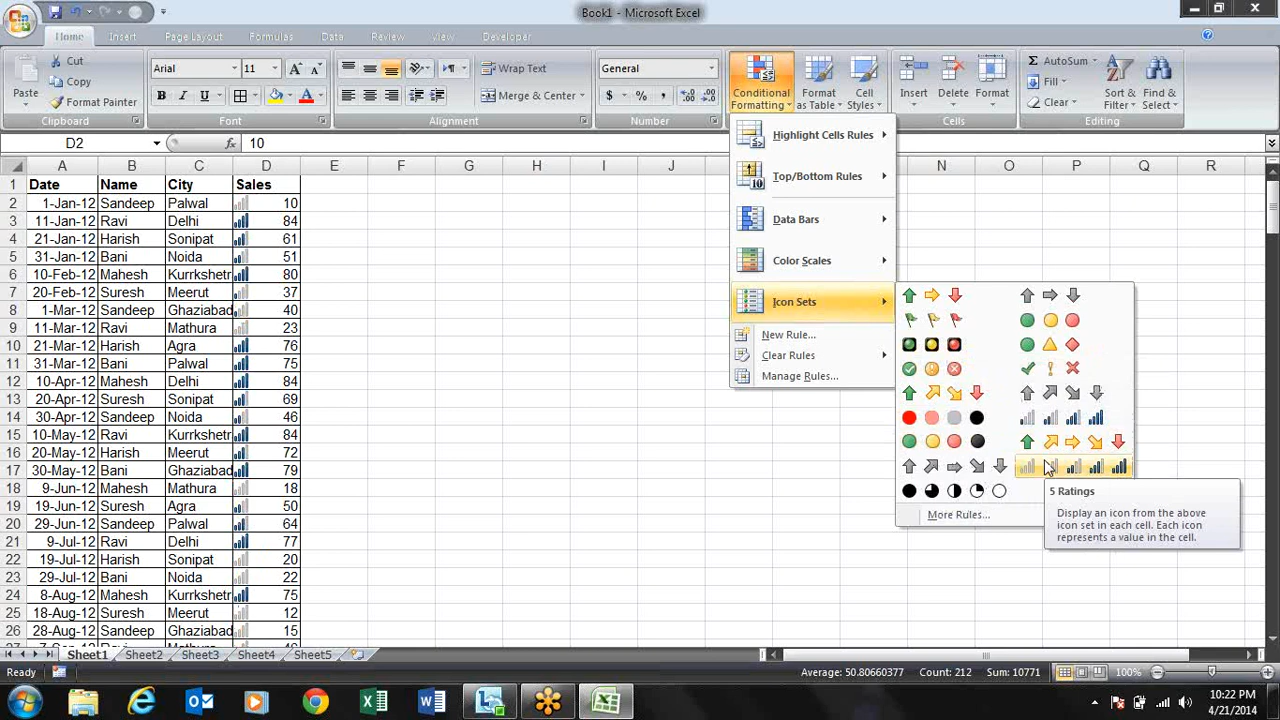 Book1 - Microsoft Excel
Home Insert Page Layout Formulas Data Review View Developer
Paste Cut Copy Format Painter Clipboard
Arial 11 B I U A A A Font
Wrap Text Merge & Center Alignment
General $ % , Number
Conditional Formatting Format as Table Cell Styles
Insert Delete Format Cells
AutoSum Fill Clear Sort & Filter Find & Select Editing
D2 fx 10
A B C D E F G H I J N O P Q R
1 Date Name City Sales
2 1-Jan-12 Sandeep Palwal 10
3 11-Jan-12 Ravi Delhi 84
4 21-Jan-12 Harish Sonipat 61
5 31-Jan-12 Bani Noida 51
6 10-Feb-12 Mahesh Kurrkshetr 80
7 20-Feb-12 Suresh Meerut 37
8 1-Mar-12 Sandeep Ghaziabad 40
9 11-Mar-12 Ravi Mathura 23
10 21-Mar-12 Harish Agra 76
11 31-Mar-12 Bani Palwal 75
12 10-Apr-12 Mahesh Delhi 84
13 20-Apr-12 Suresh Sonipat 69
14 30-Apr-12 Sandeep Noida 46
15 10-May-12 Ravi Kurrkshetr 84
16 20-May-12 Harish Meerut 72
17 30-May-12 Bani Ghaziabad 79
18 9-Jun-12 Mahesh Mathura 18
19 19-Jun-12 Suresh Agra 50
20 29-Jun-12 Sandeep Palwal 64
21 9-Jul-12 Ravi Delhi 77
22 19-Jul-12 Harish Sonipat 20
23 29-Jul-12 Bani Noida 22
24 8-Aug-12 Mahesh Kurrkshetr 75
25 18-Aug-12 Suresh Meerut 12
26 28-Aug-12 Sandeep Ghaziabad 15
Highlight Cells Rules
Top/Bottom Rules
Data Bars
Color Scales
Icon Sets
New Rule...
Clear Rules
Manage Rules...
More Rules...
5 Ratings
Display an icon from the above
icon set in each cell. Each icon
represents a value in the cell.
Sheet1 Sheet2 Sheet3 Sheet4 Sheet5
Ready Average: 50.80660377 Count: 212 Sum: 10771 100%
10:22 PM
4/21/2014